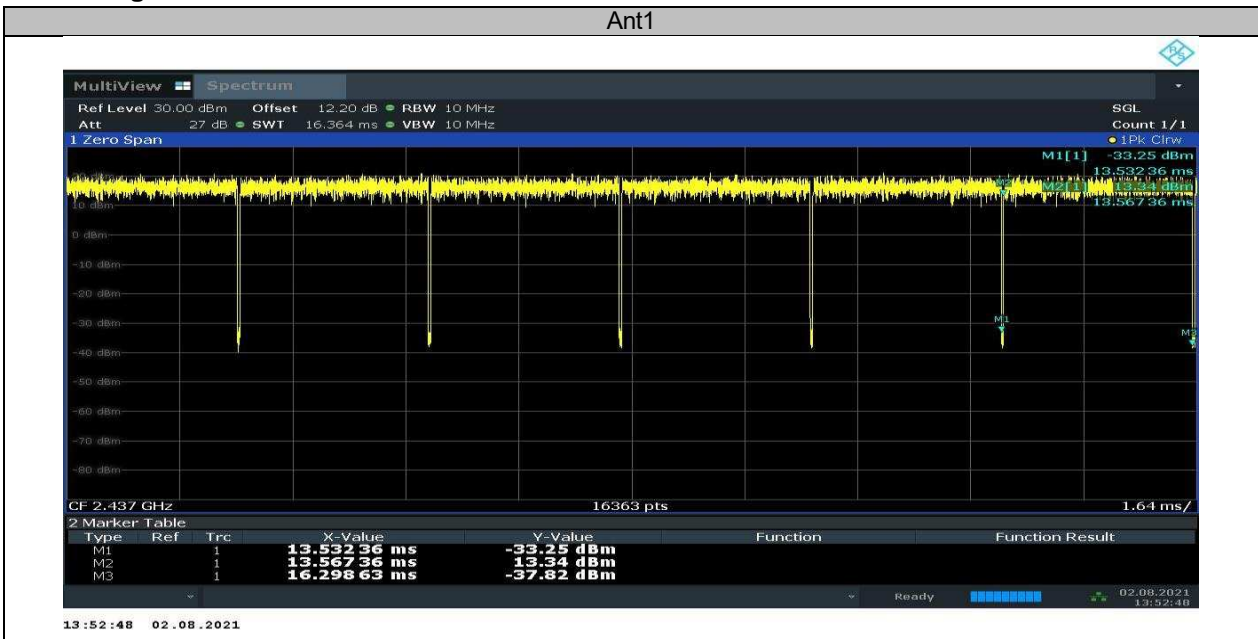 Ant1
R S
MultiView Spectrum
Ref Level 30.00 dBm Offset 12.20 dB RBW 10 MHz SGL
Att 27 dB SWT 16.364 ms VBW 10 MHz Count 1/1
1 Zero Span 1Pk Clrw
M1[1] -33.25 dBm
13.532 36 ms
M2[1] 13.34 dBm
10 dBm 13.567 36 ms
0 dBm
-10 dBm
-20 dBm
-30 dBm M1
M3
-40 dBm
-50 dBm
-60 dBm
-70 dBm
-80 dBm
CF 2.437 GHz 16363 pts 1.64 ms/
2 Marker Table
Type Ref Trc X-Value Y-Value Function Function Result
M1 1 13.532 36 ms -33.25 dBm
M2 1 13.567 36 ms 13.34 dBm
M3 1 16.298 63 ms -37.82 dBm
Ready 02.08.2021
13:52:48
13:52:48 02.08.2021